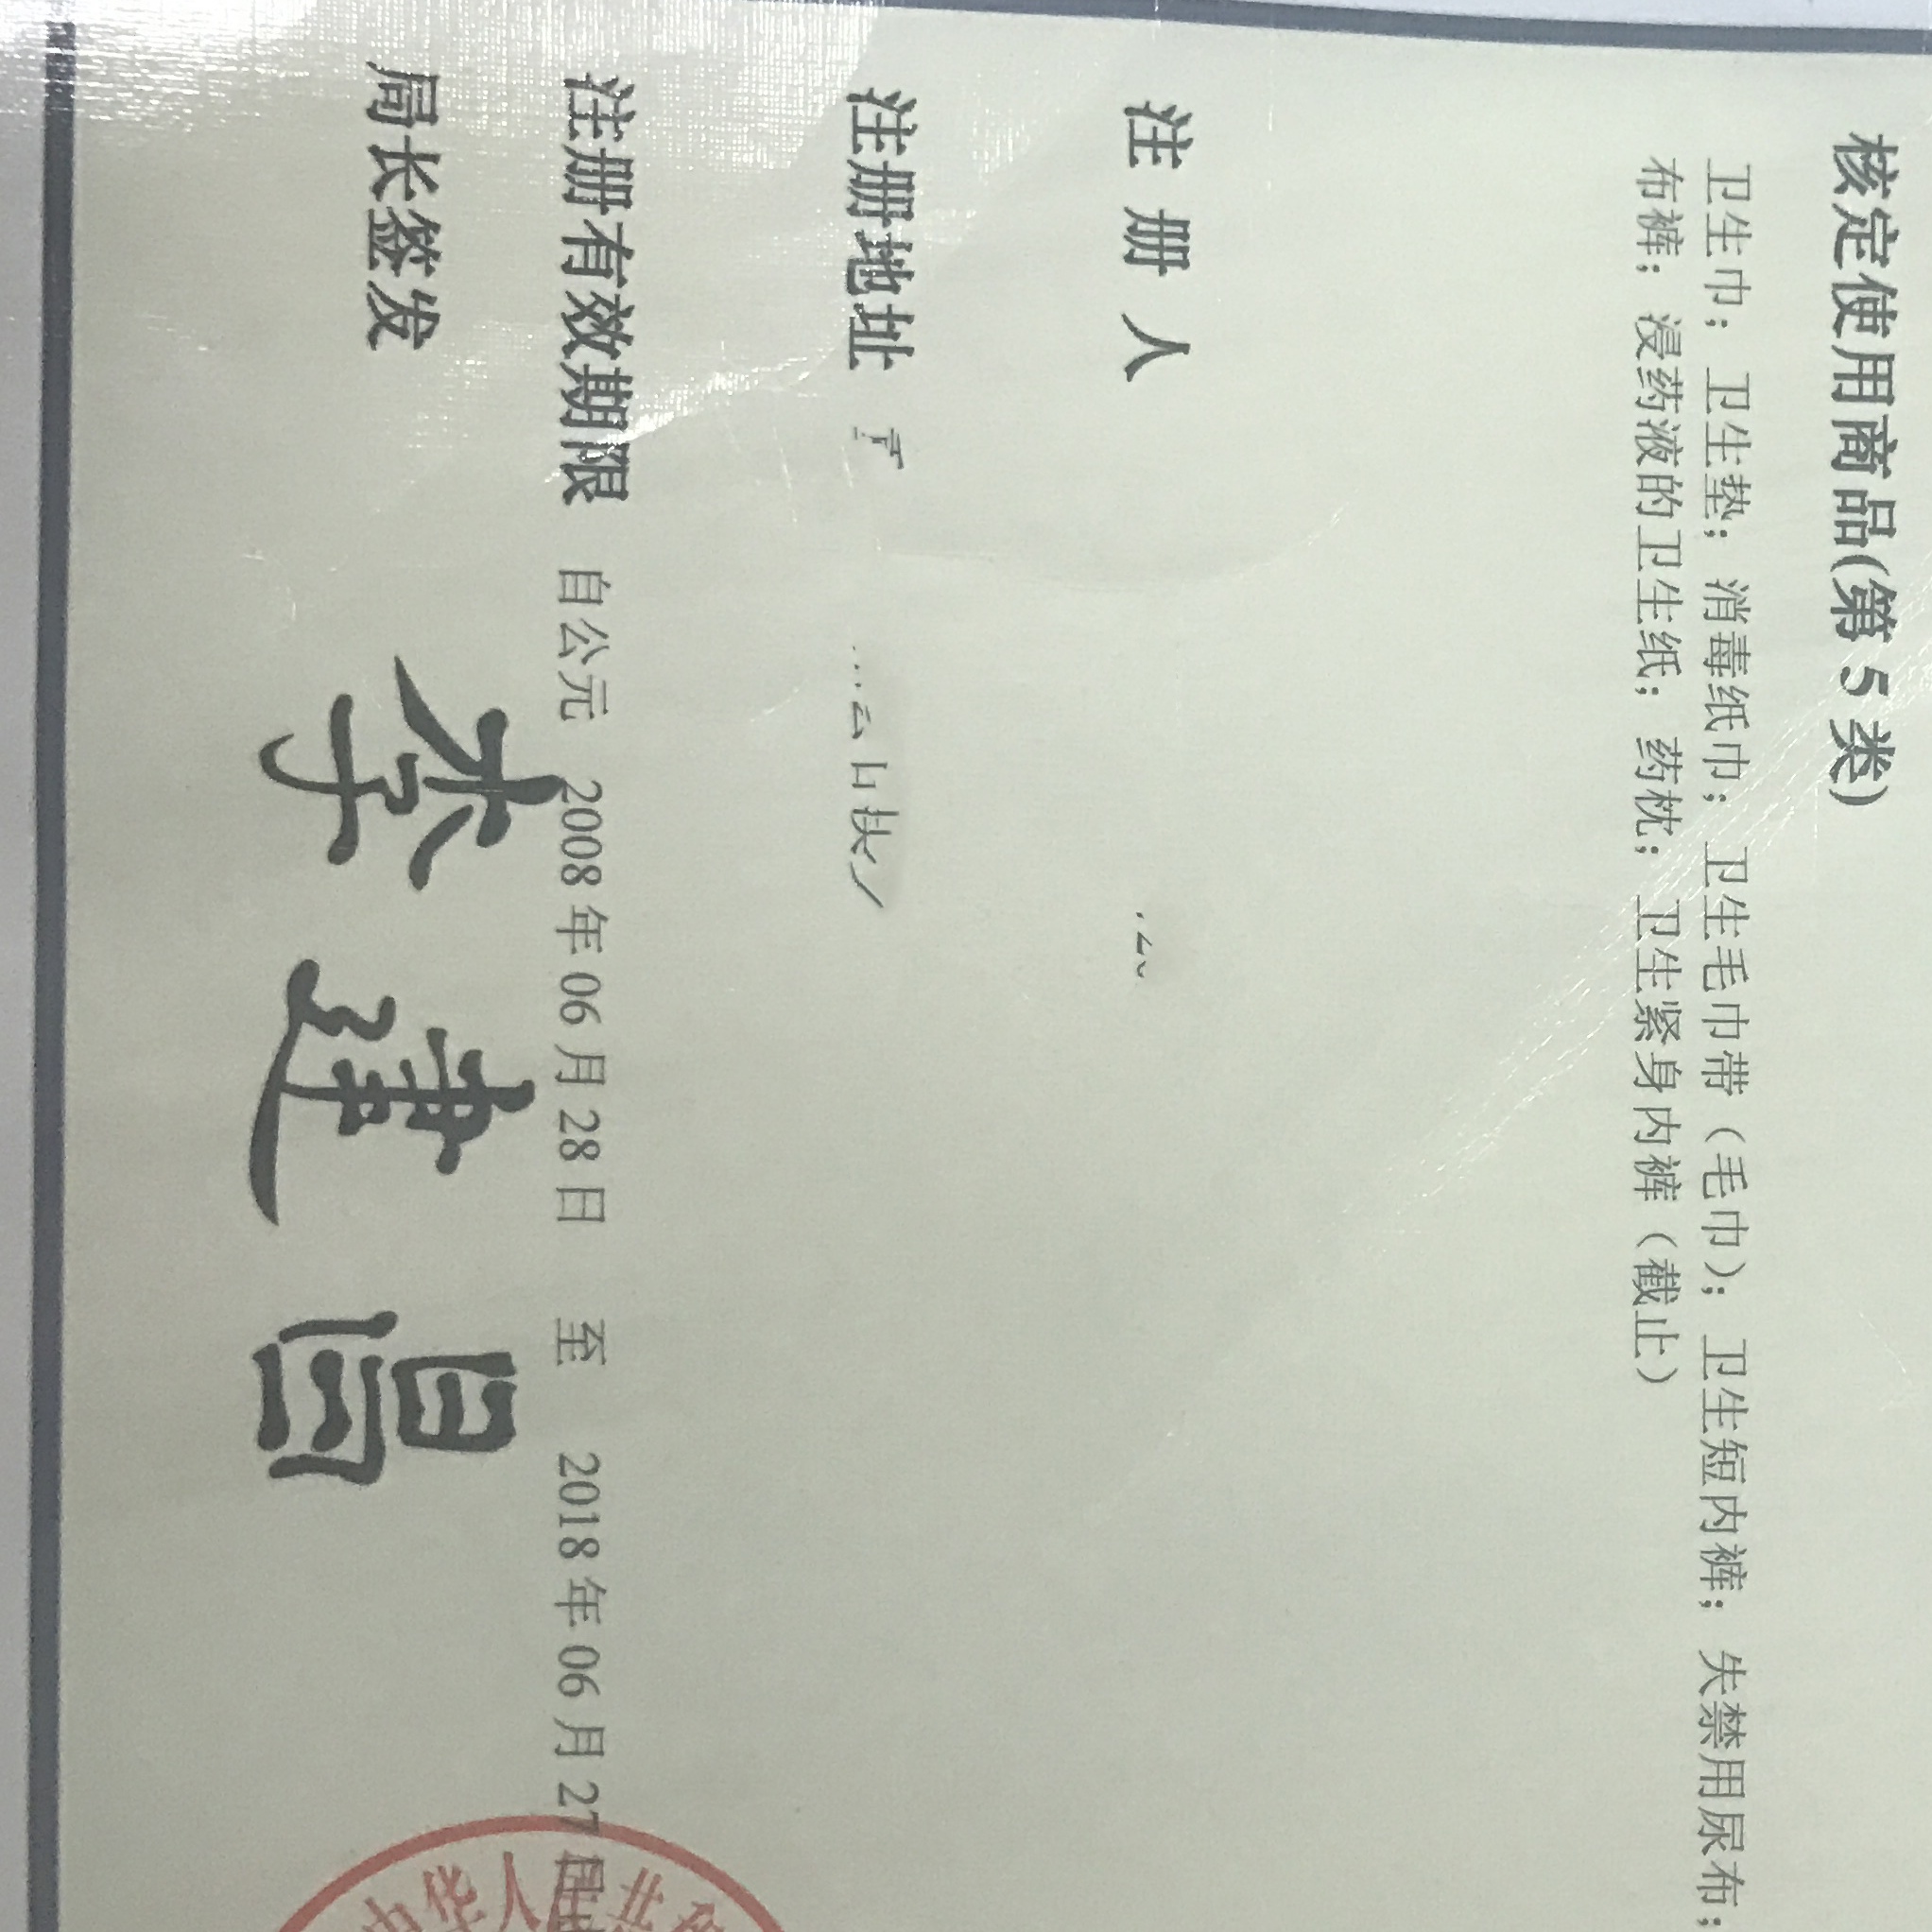 核定使用商品(第 5 类)
卫生巾；卫生垫；消毒纸巾；卫生毛巾带（毛巾）；卫生短内裤；失禁用尿布；
布裤；浸药液的卫生纸；药枕；卫生紧身内裤（截止）
注 册 人
注册地址
注册有效期限 自公元 2008 年 06 月 28 日 至 2018 年 06 月 27 日止
局长签发 李建昌
中华人民共和